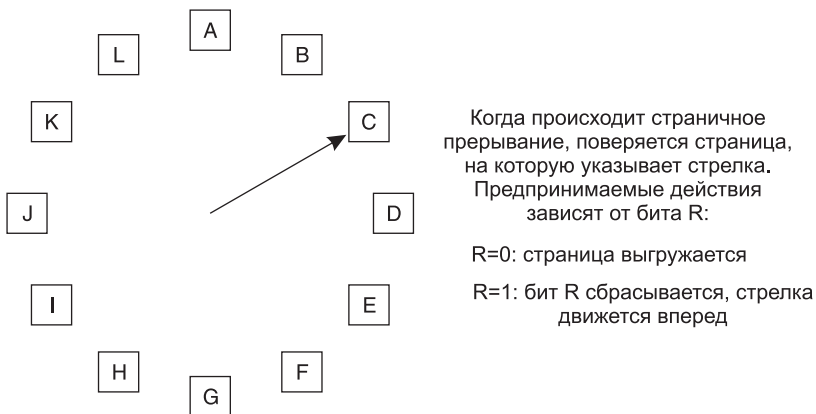 A
B
C
D
E
F
G
H
I
J
K
L
Когда происходит страничное
прерывание, поверяется страница,
на которую указывает стрелка.
Предпринимаемые действия
зависят от бита R:
R=0: страница выгружается
R=1: бит R сбрасывается, стрелка
движется вперед